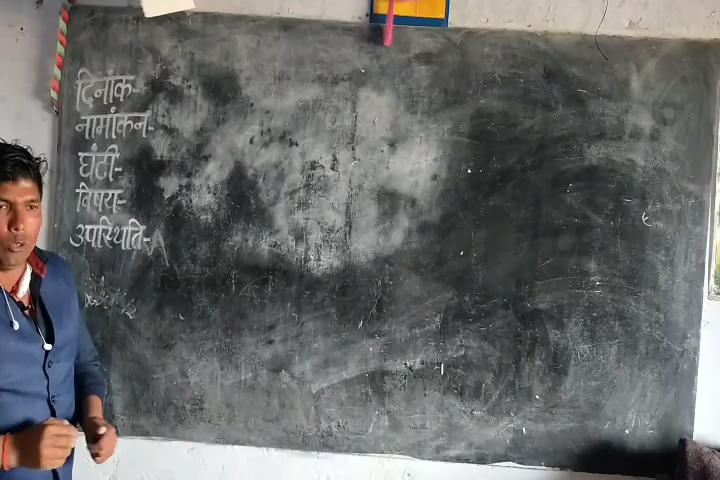 दिनांक-
नामांकन-
घंटी-
विषय-
उपस्थिति-